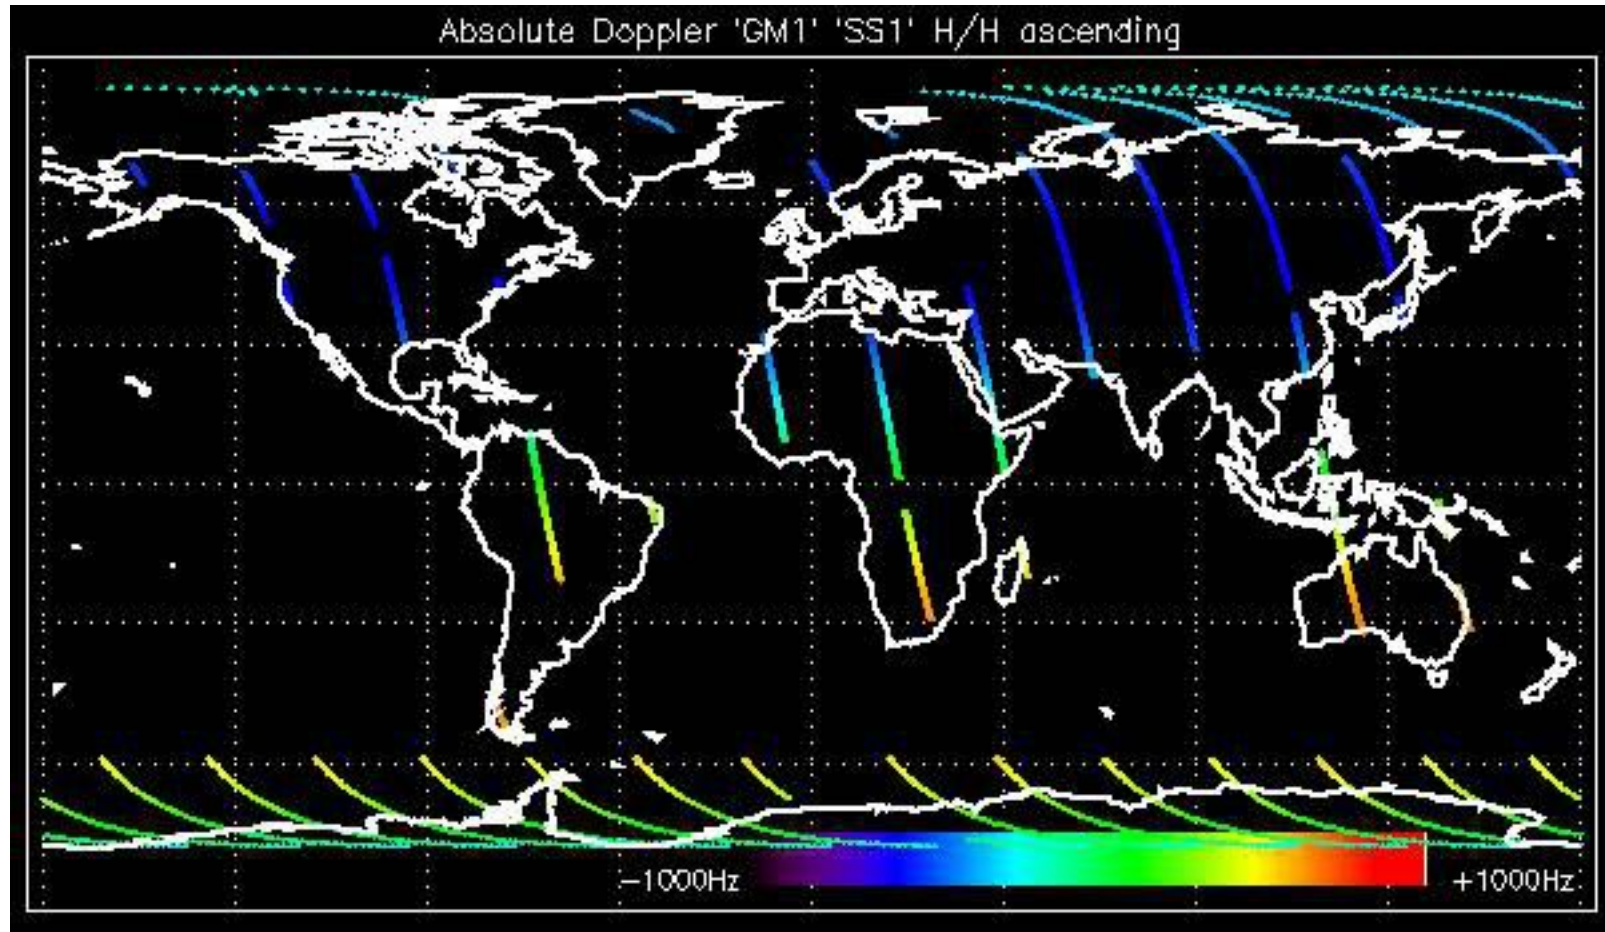 Absolute Doppler 'GM1' 'SS1' H/H ascending
−1000Hz
+1000Hz